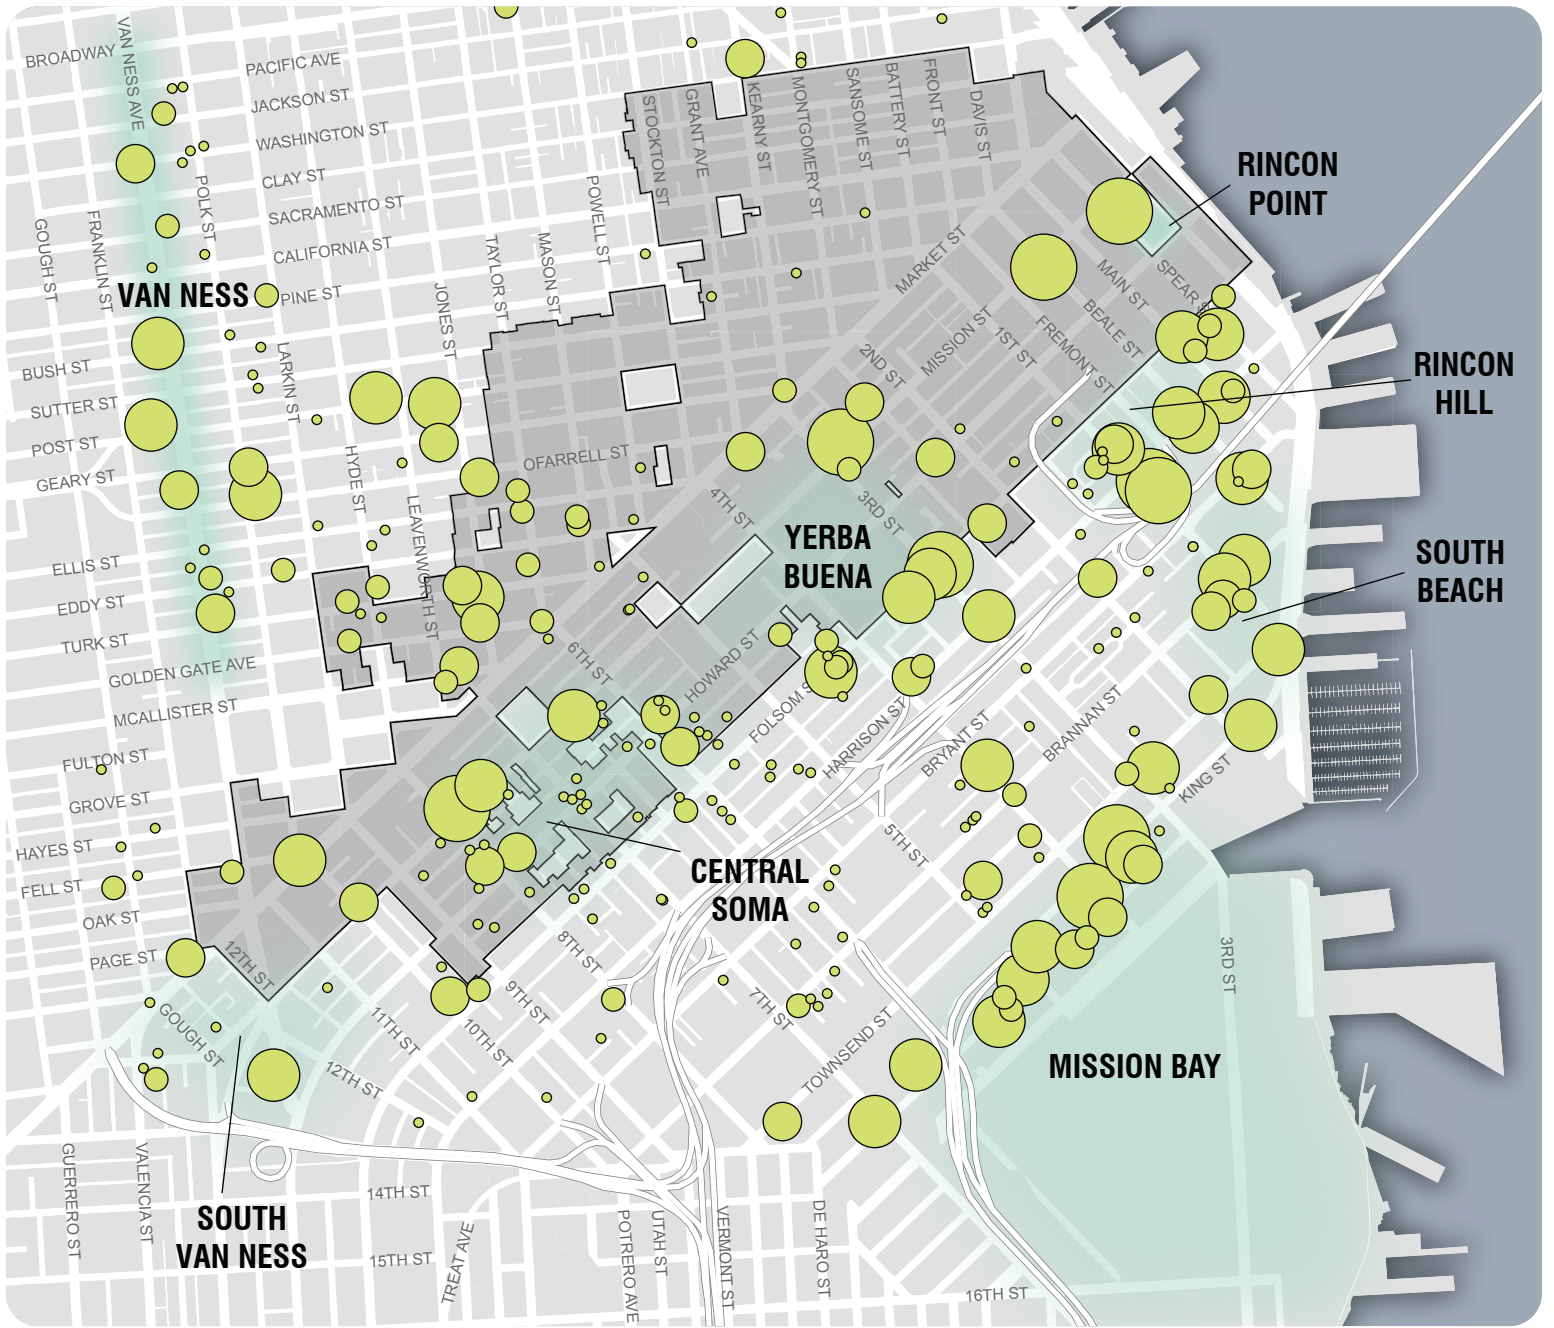 BROADWAY
VAN NESS AVE
PACIFIC AVE
JACKSON ST
WASHINGTON ST
CLAY ST
SACRAMENTO ST
CALIFORNIA ST
PINE ST
POLK ST
GOUGH ST
FRANKLIN ST
VAN NESS
STOCKTON ST
GRANT AVE
KEARNY ST
MONTGOMERY ST
SANSOME ST
BATTERY ST
FRONT ST
DAVIS ST
POWELL ST
MASON ST
TAYLOR ST
JONES ST
LARKIN ST
HYDE ST
LEAVENWORTH ST
RINCON
POINT
MARKET ST
MAIN ST
SPEAR S
BEALE ST
FREMONT ST
1ST ST
MISSION ST
2ND ST
RINCON
HILL
BUSH ST
SUTTER ST
POST ST
GEARY ST
OFARRELL ST
4TH ST
3RD ST
YERBA
BUENA
SOUTH
BEACH
ELLIS ST
EDDY ST
TURK ST
GOLDEN GATE AVE
MCALLISTER ST
FULTON ST
GROVE ST
HAYES ST
FELL ST
OAK ST
PAGE ST
6TH ST
HOWARD ST
FOLSOM S
HARRISON ST
BRYANT ST
BRANNAN ST
KING ST
5TH ST
CENTRAL
SOMA
12TH ST
GOUGH ST
11TH ST
12TH ST
10TH ST
9TH ST
8TH ST
7TH ST
TOWNSEND ST
3RD ST
MISSION BAY
SOUTH
VAN NESS
GUERRERO ST
VALENCIA ST
14TH ST
15TH ST
TREAT AVE
POTRERO AVE
UTAH ST
VERMONT ST
DE HARO ST
16TH ST